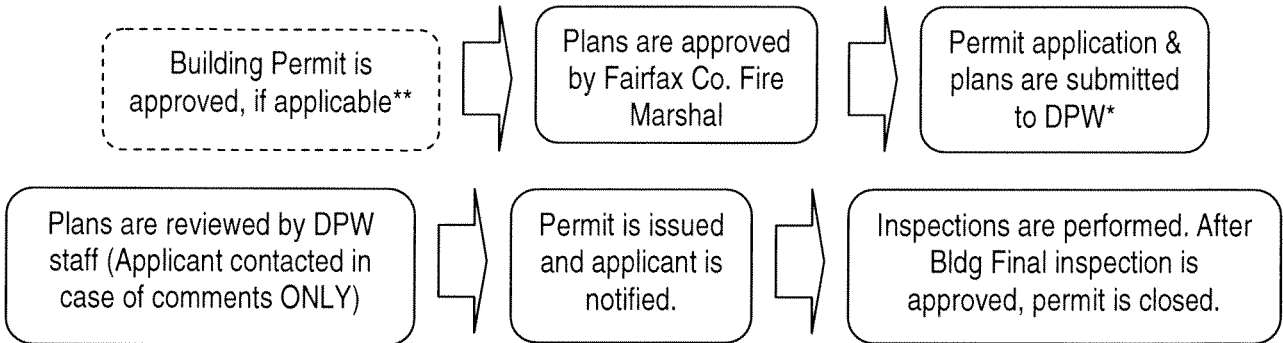 Building Permit is
approved, if applicable**
Plans are approved
by Fairfax Co. Fire
Marshal
Permit application &
plans are submitted
to DPW*
Plans are reviewed by DPW
staff (Applicant contacted in
case of comments ONLY)
Permit is issued
and applicant is
notified.
Inspections are performed. After
Bldg Final inspection is
approved, permit is closed.